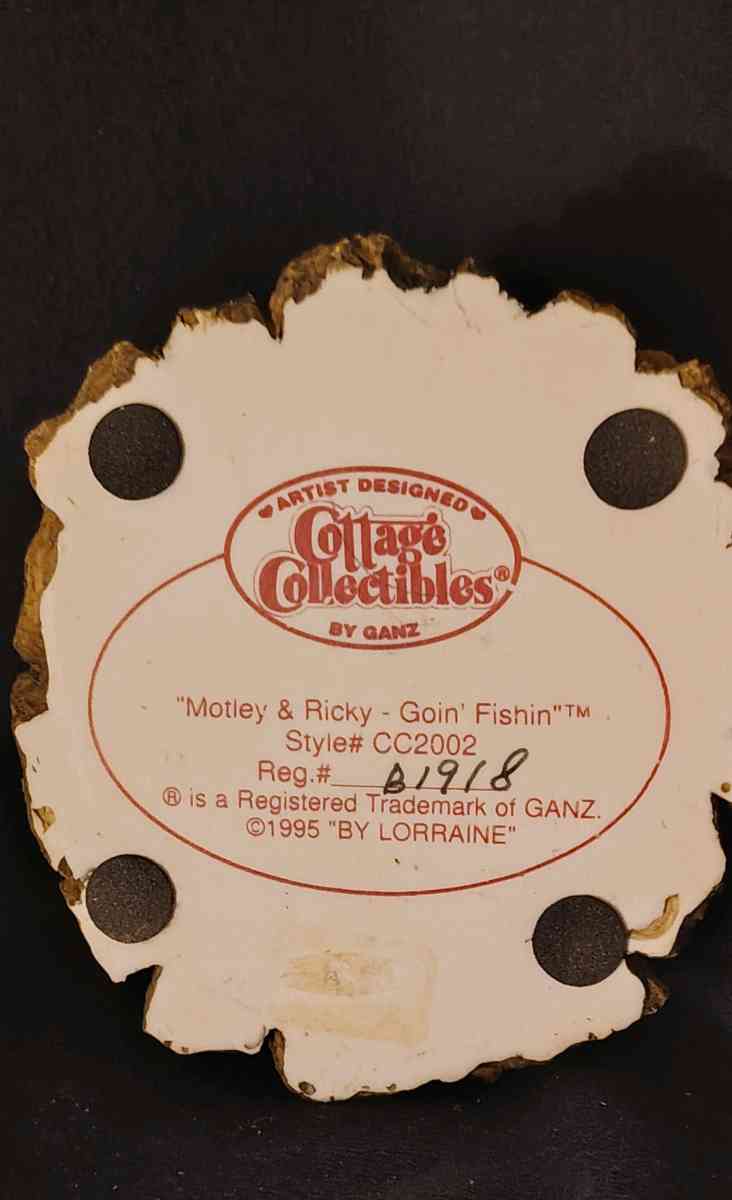 ARTIST DESIGNED
Cottage
Collectibles®
BY GANZ
"Motley & Ricky - Goin' Fishin"™
Style# CC2002
Reg.# B1918
® is a Registered Trademark of GANZ.
©1995 "BY LORRAINE"